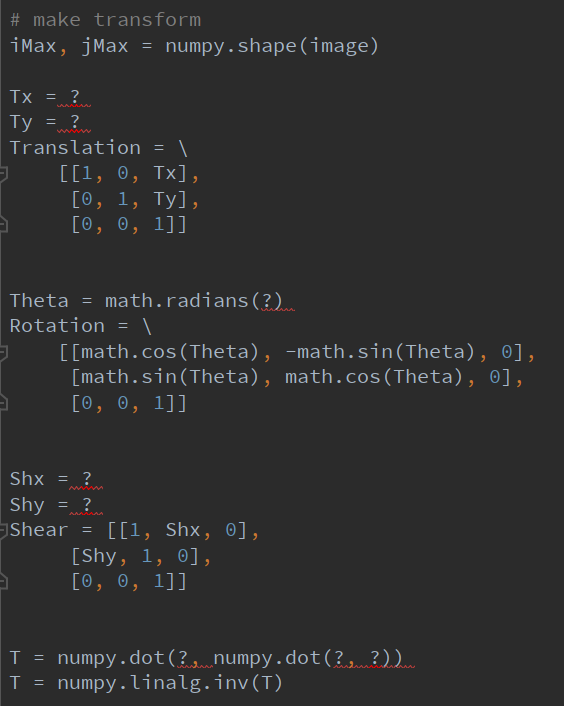 # make transform
iMax, jMax = numpy.shape(image)
Tx = ?
Ty = ?
Translation = \
[[1, 0, Tx],
[0, 1, Ty],
[0, 0, 1]]
Theta = math.radians(?)
Rotation = \
[[math.cos(Theta), -math.sin(Theta), 0],
[math.sin(Theta), math.cos(Theta), 0],
[0, 0, 1]]
Shx = ?
Shy = ?
Shear = [[1, Shx, 0],
[Shy, 1, 0],
[0, 0, 1]]
T = numpy.dot(?, numpy.dot(?, ?))
T = numpy.linalg.inv(T)